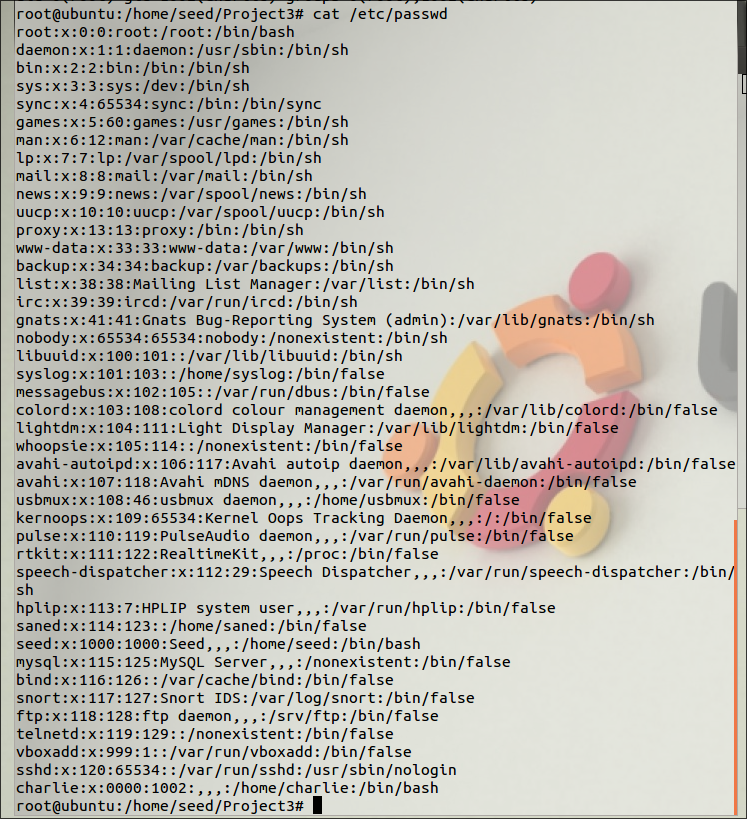 root@ubuntu:/home/seed/Project3# cat /etc/passwd
root:x:0:0:root:/root:/bin/bash
daemon:x:1:1:daemon:/usr/sbin:/bin/sh
bin:x:2:2:bin:/bin:/bin/sh
sys:x:3:3:sys:/dev:/bin/sh
sync:x:4:65534:sync:/bin:/bin/sync
games:x:5:60:games:/usr/games:/bin/sh
man:x:6:12:man:/var/cache/man:/bin/sh
lp:x:7:7:lp:/var/spool/lpd:/bin/sh
mail:x:8:8:mail:/var/mail:/bin/sh
news:x:9:9:news:/var/spool/news:/bin/sh
uucp:x:10:10:uucp:/var/spool/uucp:/bin/sh
proxy:x:13:13:proxy:/bin:/bin/sh
www-data:x:33:33:www-data:/var/www:/bin/sh
backup:x:34:34:backup:/var/backups:/bin/sh
list:x:38:38:Mailing List Manager:/var/list:/bin/sh
irc:x:39:39:ircd:/var/run/ircd:/bin/sh
gnats:x:41:41:Gnats Bug-Reporting System (admin):/var/lib/gnats:/bin/sh
nobody:x:65534:65534:nobody:/nonexistent:/bin/sh
libuuid:x:100:101::/var/lib/libuuid:/bin/sh
syslog:x:101:103::/home/syslog:/bin/false
messagebus:x:102:105::/var/run/dbus:/bin/false
colord:x:103:108:colord colour management daemon,,,:/var/lib/colord:/bin/false
lightdm:x:104:111:Light Display Manager:/var/lib/lightdm:/bin/false
whoopsie:x:105:114::/nonexistent:/bin/false
avahi-autoipd:x:106:117:Avahi autoip daemon,,,:/var/lib/avahi-autoipd:/bin/false
avahi:x:107:118:Avahi mDNS daemon,,,:/var/run/avahi-daemon:/bin/false
usbmux:x:108:46:usbmux daemon,,,:/home/usbmux:/bin/false
kernoops:x:109:65534:Kernel Oops Tracking Daemon,,,:/:/bin/false
pulse:x:110:119:PulseAudio daemon,,,:/var/run/pulse:/bin/false
rtkit:x:111:122:RealtimeKit,,,:/proc:/bin/false
speech-dispatcher:x:112:29:Speech Dispatcher,,,:/var/run/speech-dispatcher:/bin/
sh
hplip:x:113:7:HPLIP system user,,,:/var/run/hplip:/bin/false
saned:x:114:123::/home/saned:/bin/false
seed:x:1000:1000:Seed,,,:/home/seed:/bin/bash
mysql:x:115:125:MySQL Server,,,:/nonexistent:/bin/false
bind:x:116:126::/var/cache/bind:/bin/false
snort:x:117:127:Snort IDS:/var/log/snort:/bin/false
ftp:x:118:128:ftp daemon,,,:/srv/ftp:/bin/false
telnetd:x:119:129::/nonexistent:/bin/false
vboxadd:x:999:1::/var/run/vboxadd:/bin/false
sshd:x:120:65534::/var/run/sshd:/usr/sbin/nologin
charlie:x:0000:1002:,,,:/home/charlie:/bin/bash
root@ubuntu:/home/seed/Project3#